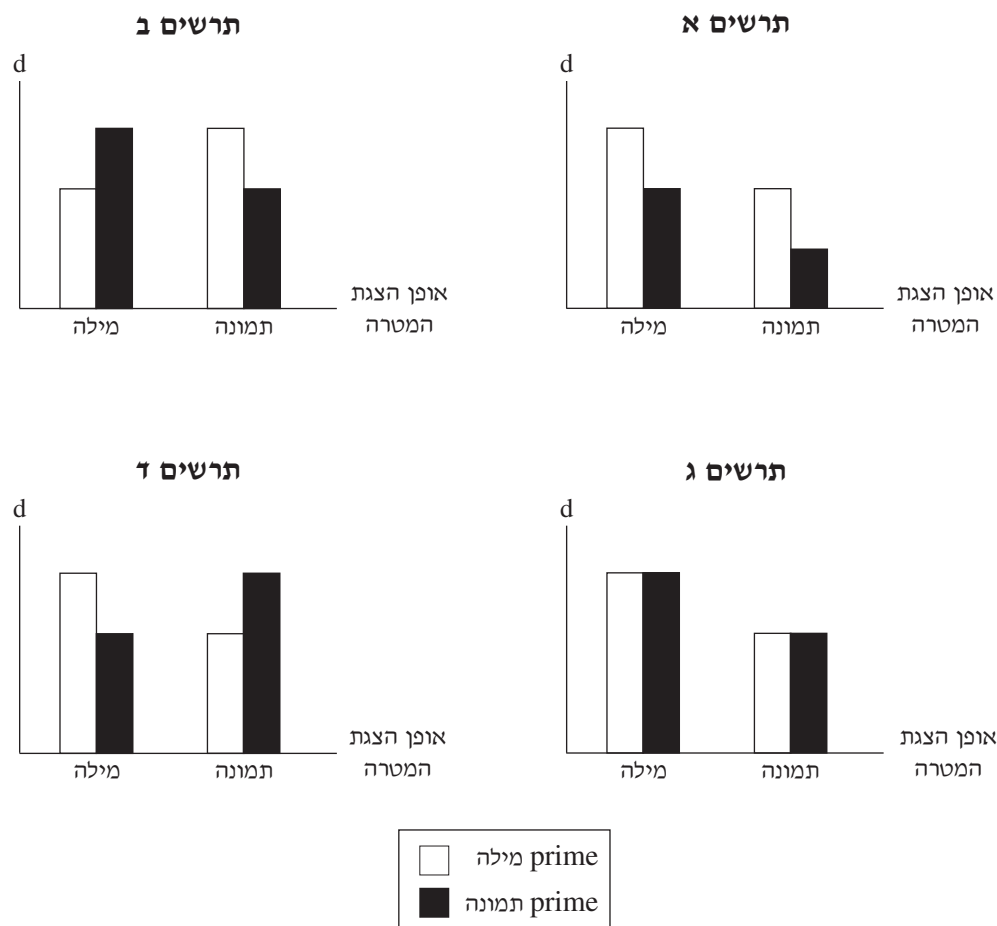 תרשים א
d
אופן הצגת
המטרה
מילה
תמונה
תרשים ב
d
אופן הצגת
המטרה
מילה
תמונה
תרשים ג
d
אופן הצגת
המטרה
מילה
תמונה
תרשים ד
d
אופן הצגת
המטרה
מילה
תמונה
prime מילה
prime תמונה